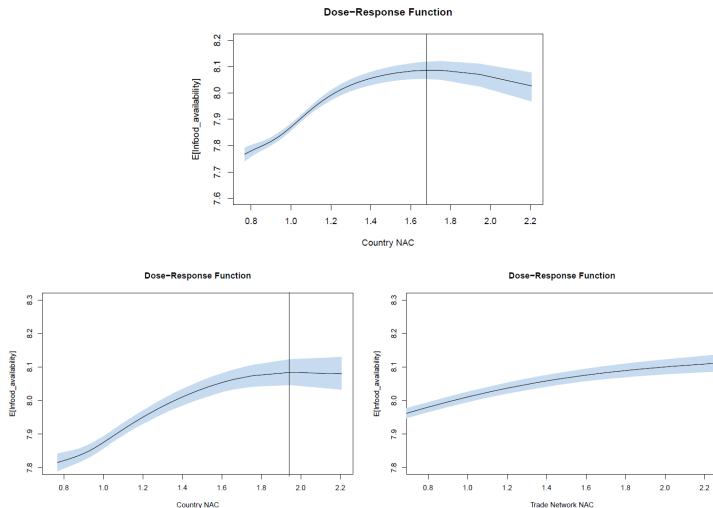 Dose−Response Function
E[lnfood_availability]
8.2
8.1
8.0
7.9
7.8
7.7
7.6
0.8 1.0 1.2 1.4 1.6 1.8 2.0 2.2
Country NAC
Dose−Response Function
E[lnfood_availability]
8.3
8.2
8.1
8.0
7.9
7.8
0.8 1.0 1.2 1.4 1.6 1.8 2.0 2.2
Country NAC
Dose−Response Function
E[lnfood_availability]
8.3
8.2
8.1
8.0
7.9
7.8
0.8 1.0 1.2 1.4 1.6 1.8 2.0 2.2
Trade Network NAC